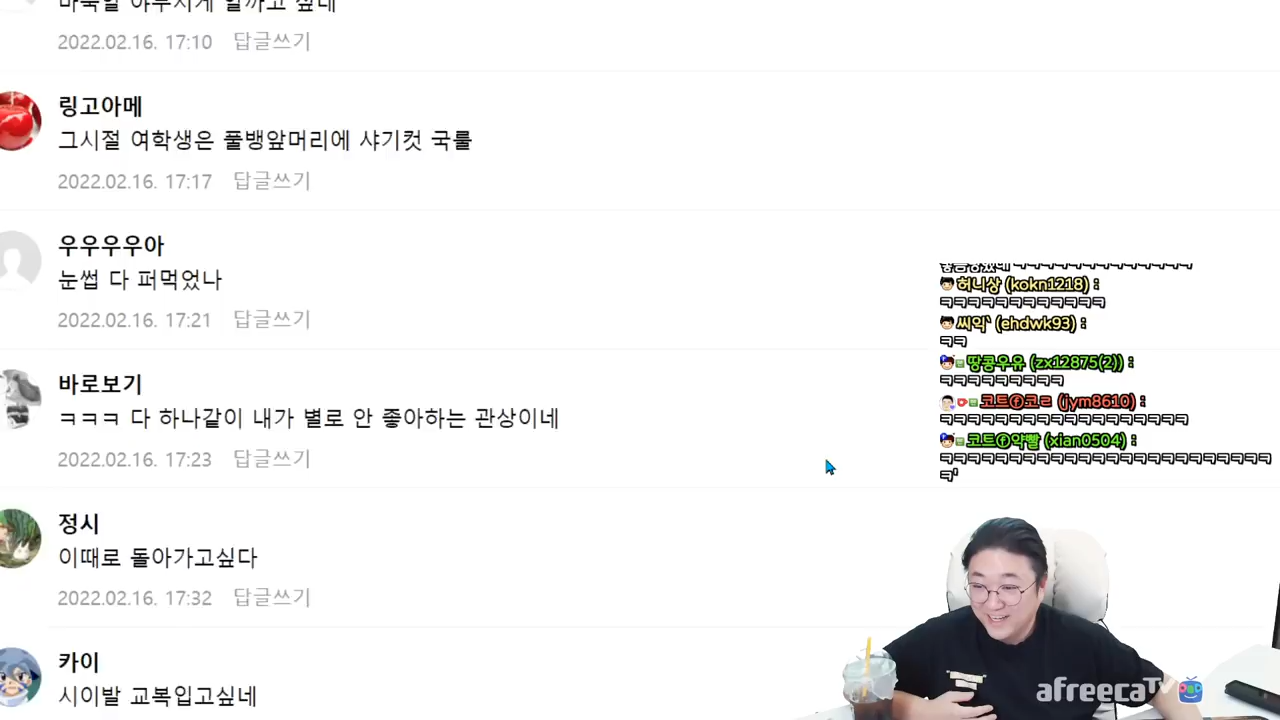 2022.02.16. 17:10 답글쓰기
링고아메
그시절 여학생은 풀뱅앞머리에 샤기컷 국룰
2022.02.16. 17:17 답글쓰기
우우우우아
눈썹 다 퍼먹었나
2022.02.16. 17:21 답글쓰기
바로보기
ㅋㅋㅋ 다 하나같이 내가 별로 안 좋아하는 관상이네
2022.02.16. 17:23 답글쓰기
정시
이때로 돌아가고싶다
2022.02.16. 17:32 답글쓰기
카이
시이발 교복입고싶네
허니상 (kokn1218) :
ㅋㅋㅋㅋㅋㅋㅋㅋㅋㅋㅋㅋ
씨익` (ehdwk93) :
ㅋㅋ
땅콩우유 (zx12875(2)) :
ㅋㅋㅋㅋㅋㅋㅋㅋㅋ
코트ⓕ코ㄹ (jym8610) :
ㅋㅋㅋㅋㅋㅋㅋㅋㅋㅋㅋㅋㅋㅋㅋㅋㅋㅋ
코트ⓕ약빨 (xian0504) :
ㅋㅋㅋㅋㅋㅋㅋㅋㅋㅋㅋㅋㅋㅋㅋㅋㅋㅋㅋㅋㅋㅋㅋㅋ
ㅋ'
afreecaTV